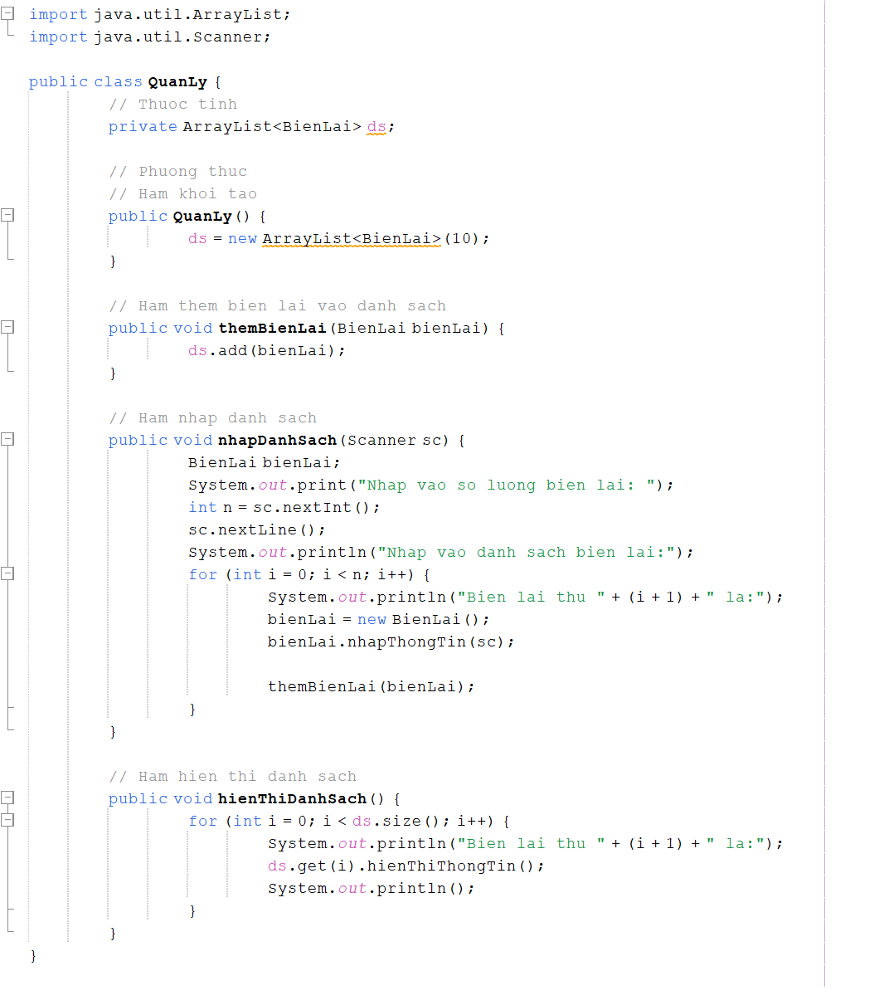 import java.util.ArrayList;
import java.util.Scanner;
public class QuanLy {
// Thuoc tinh
private ArrayList<BienLai> ds;
// Phuong thuc
// Ham khoi tao
public QuanLy() {
ds = new ArrayList<BienLai>(10);
}
// Ham them bien lai vao danh sach
public void themBienLai(BienLai bienLai) {
ds.add(bienLai);
}
// Ham nhap danh sach
public void nhapDanhSach(Scanner sc) {
BienLai bienLai;
System.out.print("Nhap vao so luong bien lai: ");
int n = sc.nextInt();
sc.nextLine();
System.out.println("Nhap vao danh sach bien lai:");
for (int i = 0; i < n; i++) {
System.out.println("Bien lai thu " + (i + 1) + " la:");
bienLai = new BienLai();
bienLai.nhapThongTin(sc);
themBienLai(bienLai);
}
}
// Ham hien thi danh sach
public void hienThiDanhSach() {
for (int i = 0; i < ds.size(); i++) {
System.out.println("Bien lai thu " + (i + 1) + " la:");
ds.get(i).hienThiThongTin();
System.out.println();
}
}
}